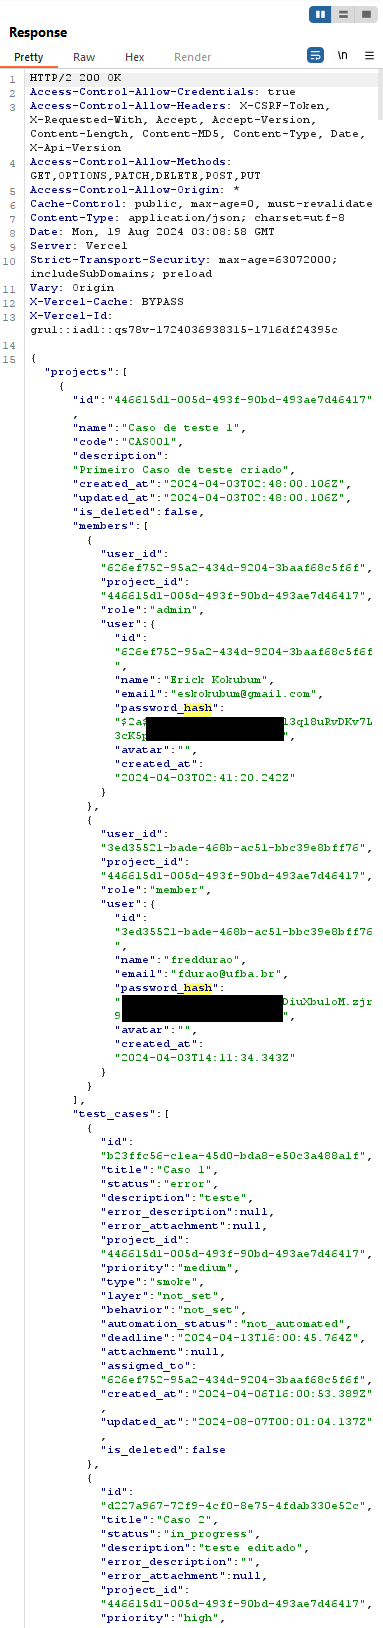 Response
Pretty Raw Hex Render \n
1 HTTP/2 200 OK
2 Access-Control-Allow-Credentials: true
3 Access-Control-Allow-Headers: X-CSRF-Token,
X-Requested-With, Accept, Accept-Version,
Content-Length, Content-MD5, Content-Type, Date,
X-Api-Version
4 Access-Control-Allow-Methods:
GET,OPTIONS,PATCH,DELETE,POST,PUT
5 Access-Control-Allow-Origin: *
6 Cache-Control: public, max-age=0, must-revalidate
7 Content-Type: application/json; charset=utf-8
8 Date: Mon, 19 Aug 2024 03:08:58 GMT
9 Server: Vercel
10 Strict-Transport-Security: max-age=63072000;
includeSubDomains; preload
11 Vary: Origin
12 X-Vercel-Cache: BYPASS
13 X-Vercel-Id:
gru1::iad1::qs78v-1724036938315-1716df24395c
14
15 {
"projects":[
{
"id":"446615d1-005d-493f-90bd-493ae7d46417"
,
"name":"Caso de teste 1",
"code":"CAS001",
"description":
"Primeiro Caso de teste criado",
"created_at":"2024-04-03T02:48:00.106Z",
"updated_at":"2024-04-03T02:48:00.106Z",
"is_deleted":false,
"members":[
{
"user_id":
"626ef752-95a2-434d-9204-3baaf68c5f6f",
"project_id":
"446615d1-005d-493f-90bd-493ae7d46417",
"role":"admin",
"user":{
"id":
"626ef752-95a2-434d-9204-3baaf68c5f6f
",
"name":"Erick Kokubum",
"email":"eskokubum@gmail.com",
"password_hash":
"$2a$ 13ql8uRvDKv7L
3cK5p ",
"avatar":"",
"created_at":
"2024-04-03T02:41:20.242Z"
}
},
{
"user_id":
"3ed35521-bade-468b-ac51-bbc39e8bff76",
"project_id":
"446615d1-005d-493f-90bd-493ae7d46417",
"role":"member",
"user":{
"id":
"3ed35521-bade-468b-ac51-bbc39e8bff76
",
"name":"freddurao",
"email":"fdurao@ufba.br",
"password_hash":
" DiuXbuloM.zjr
9 ",
"avatar":"",
"created_at":
"2024-04-03T14:11:34.343Z"
}
}
],
"test_cases":[
{
"id":
"b23ffc56-c1ea-45d0-bda8-e50c3a488a1f",
"title":"Caso 1",
"status":"error",
"description":"teste",
"error_description":null,
"error_attachment":null,
"project_id":
"446615d1-005d-493f-90bd-493ae7d46417",
"priority":"medium",
"type":"smoke",
"layer":"not_set",
"behavior":"not_set",
"automation_status":"not_automated",
"deadline":"2024-04-13T16:00:45.764Z",
"attachment":null,
"assigned_to":
"626ef752-95a2-434d-9204-3baaf68c5f6f",
"created_at":"2024-04-06T16:00:53.389Z"
,
"updated_at":"2024-08-07T00:01:04.137Z"
,
"is_deleted":false
},
{
"id":
"d227a967-72f9-4cf0-8e75-4fdab330e52c",
"title":"Caso 2",
"status":"in_progress",
"description":"teste editado",
"error_description":"",
"error_attachment":null,
"project_id":
"446615d1-005d-493f-90bd-493ae7d46417",
"priority":"high",